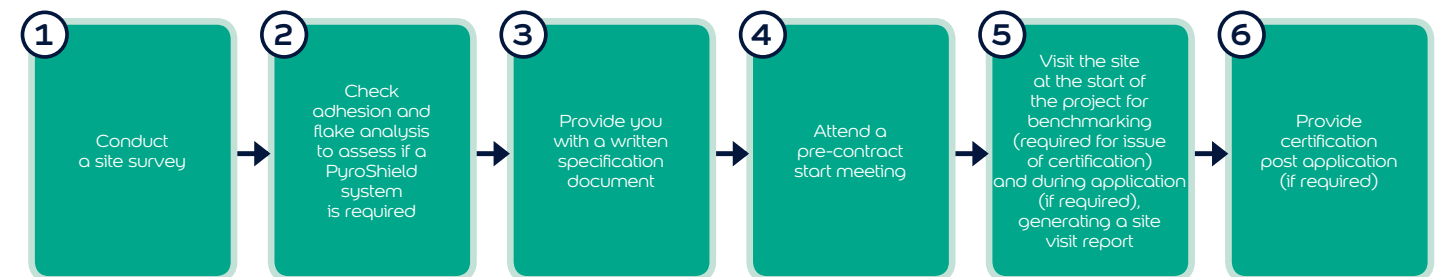 1
Conduct
a site survey
2
Check
adhesion and
flake analysis
to assess if a
PyroShield
system
is required
3
Provide you
with a written
specification
document
4
Attend a
pre-contract
start meeting
5
Visit the site
at the start of
the project for
benchmarking
(required for issue
of certification)
and during application
(if required),
generating a site
visit report
6
Provide
certification
post application
(if required)